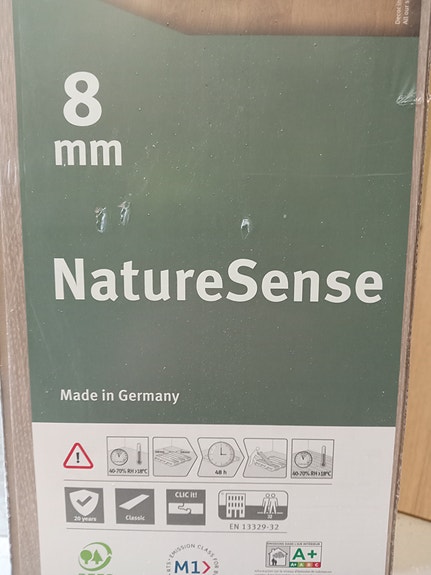 8
mm
NatureSense
Made in Germany
40-70% RH >18°C
48 h
40-70% RH >18°C
20 years
Classic
CLIC it!
32
EN 13329-32
M1
A+
A+ A B C